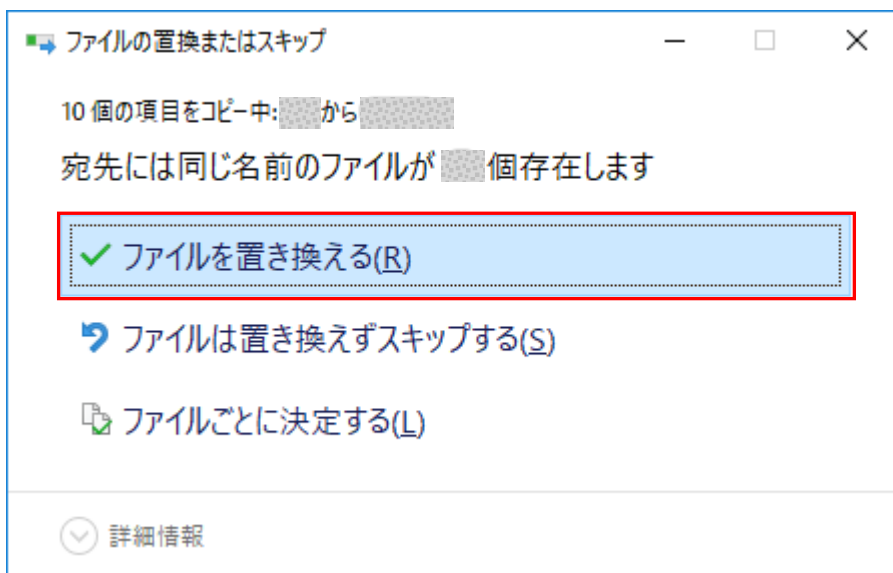 ファイルの置換またはスキップ
10 個の項目をコピー中: から
宛先には同じ名前のファイルが 個存在します
ファイルを置き換える(R)
ファイルは置き換えずスキップする(S)
ファイルごとに決定する(L)
詳細情報